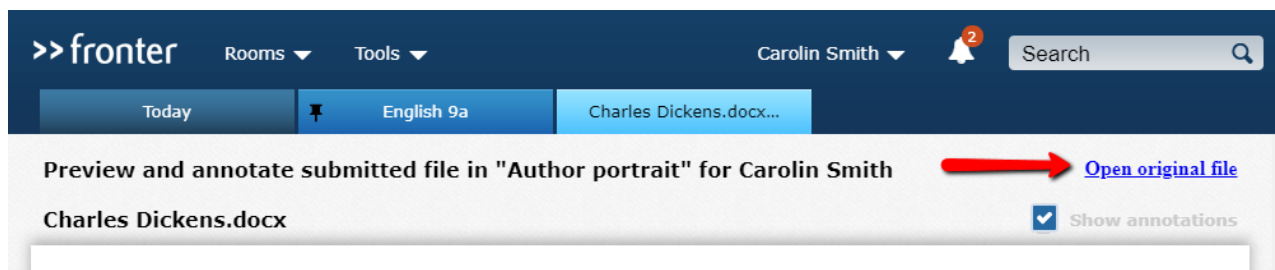 >>fronter Rooms Tools Carolin Smith 2 Search
Today English 9a Charles Dickens.docx...
Preview and annotate submitted file in "Author portrait" for Carolin Smith Open original file
Charles Dickens.docx Show annotations